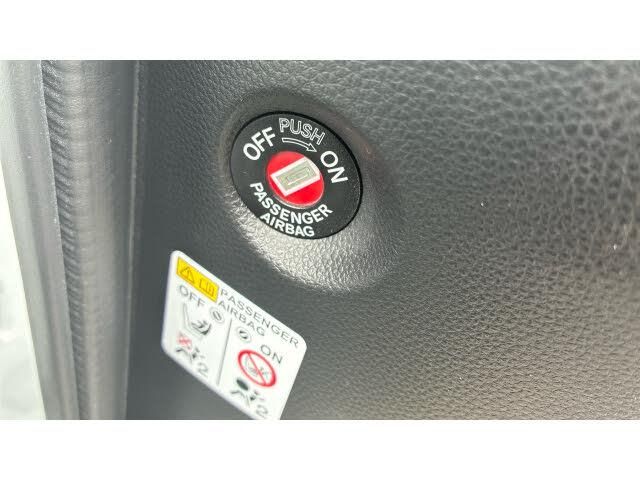 PUSH
OFF ON
PASSENGER
AIRBAG
PASSENGER
AIRBAG
OFF
ON